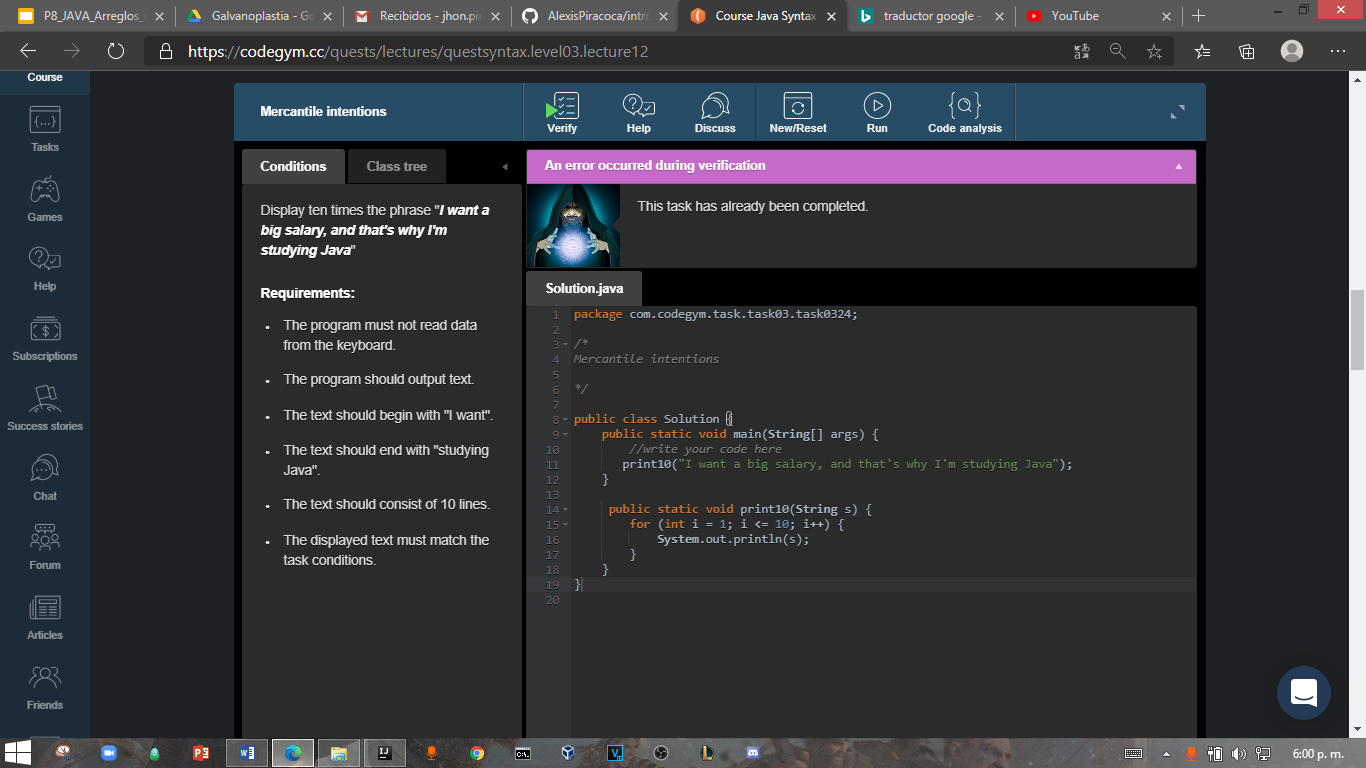 P8_JAVA_Arreglos_
Galvanoplastia - Go
Recibidos - jhon.pi
AlexisPiracoca/intro
Course Java Syntax
traductor google -
YouTube
https://codegym.cc/quests/lectures/questsyntax.level03.lecture12
Course
Tasks
Games
Help
Subscriptions
Success stories
Chat
Forum
Articles
Friends
Mercantile intentions
Verify
Help
Discuss
New/Reset
Run
Code analysis
Conditions
Class tree
Display ten times the phrase "I want a
big salary, and that's why I'm
studying Java"
Requirements:
The program must not read data
from the keyboard.
The program should output text.
The text should begin with "I want".
The text should end with "studying
Java".
The text should consist of 10 lines.
The displayed text must match the
task conditions.
An error occurred during verification
This task has already been completed.
Solution.java
1 package com.codegym.task.task03.task0324;
2
3 /*
4 Mercantile intentions
5
6 */
7
8 public class Solution {
9 public static void main(String[] args) {
10 //write your code here
11 print10("I want a big salary, and that's why I'm studying Java");
12 }
13
14 public static void print10(String s) {
15 for (int i = 1; i <= 10; i++) {
16 System.out.println(s);
17 }
18 }
19 }
20
6:00 p. m.